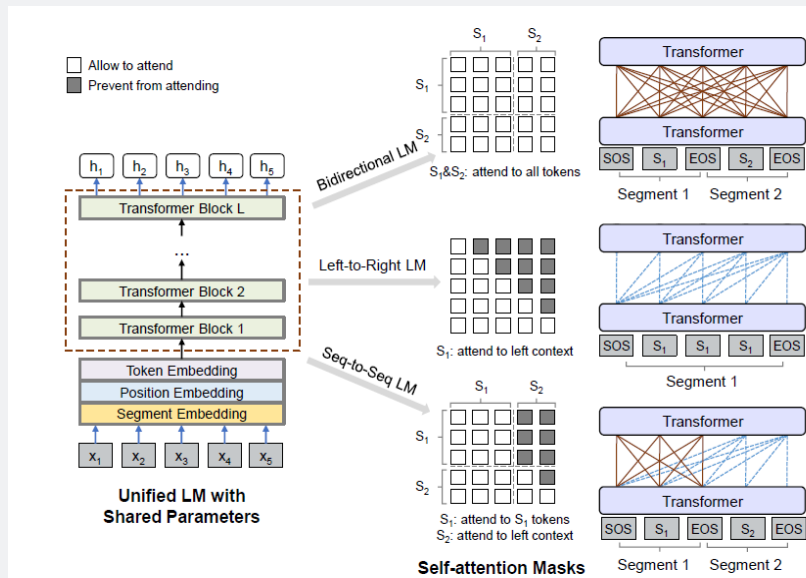 Allow to attend
Prevent from attending
h1 h2 h3 h4 h5
Transformer Block L
...
Transformer Block 2
Transformer Block 1
Token Embedding
Position Embedding
Segment Embedding
x1 x2 x3 x4 x5
Unified LM with
Shared Parameters
Bidirectional LM
Left-to-Right LM
Seq-to-Seq LM
S1 S2
S1
S2
S1&S2: attend to all tokens
S1: attend to left context
S1 S2
S1
S2
S1: attend to S1 tokens
S2: attend to left context
Self-attention Masks
Transformer
Transformer
SOS S1 EOS S2 EOS
Segment 1 Segment 2
Transformer
Transformer
SOS S1 S1 S1 EOS
Segment 1
Transformer
Transformer
SOS S1 EOS S2 EOS
Segment 1 Segment 2